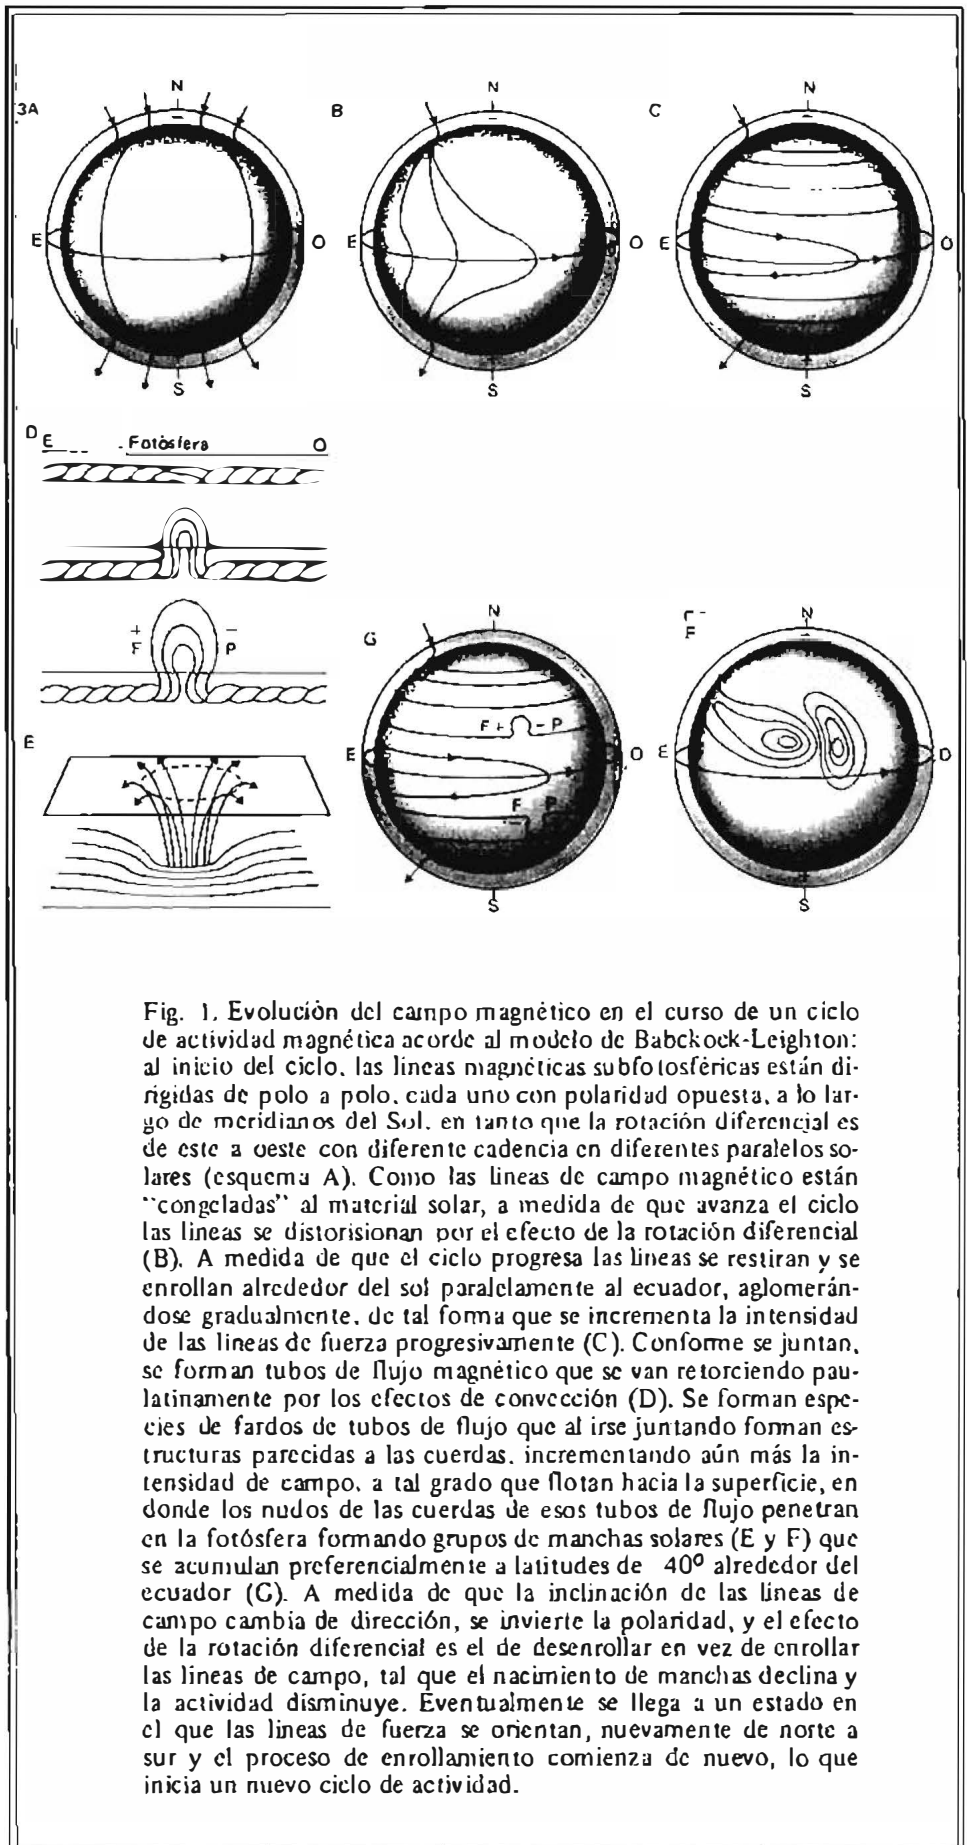 N
N
N
3A
B
C
E
O
E
O
E
O
S
S
S
D
E
Fotósfera
O
+ −
F P
E
G
N
F
N
F + − P
E
O
E
O
F P
S
S
Fig. 1. Evolución del campo magnético en el curso de un ciclo
de actividad magnética acorde al modelo de Babckock-Leighton:
al inicio del ciclo, las lineas magnéticas subfotosféricas están di-
rigidas de polo a polo, cada uno con polaridad opuesta, a lo lar-
go de meridianos del Sol, en tanto que la rotación diferencial es
de este a oeste con diferente cadencia en diferentes paralelos so-
lares (esquema A). Como las lineas de campo magnético están
"congeladas" al material solar, a medida de que avanza el ciclo
las lineas se distorisionan por el efecto de la rotación diferencial
(B). A medida de que el ciclo progresa las lineas se restiran y se
enrollan alrededor del sol paralelamente al ecuador, aglomerán-
dose gradualmente, de tal forma que se incrementa la intensidad
de las lineas de fuerza progresivamente (C). Conforme se juntan,
se forman tubos de flujo magnético que se van retorciendo pau-
latinamente por los efectos de convección (D). Se forman espe-
cies de fardos de tubos de flujo que al irse juntando forman es-
tructuras parecidas a las cuerdas, incrementando aún más la in-
tensidad de campo, a tal grado que flotan hacia la superficie, en
donde los nudos de las cuerdas de esos tubos de flujo penetran
en la fotósfera formando grupos de manchas solares (E y F) que
se acumulan preferencialmente a latitudes de 40º alrededor del
ecuador (G). A medida de que la inclinación de las lineas de
campo cambia de dirección, se invierte la polaridad, y el efecto
de la rotación diferencial es el de desenrollar en vez de enrollar
las lineas de campo, tal que el nacimiento de manchas declina y
la actividad disminuye. Eventualmente se llega a un estado en
el que las lineas de fuerza se orientan, nuevamente de norte a
sur y el proceso de enrollamiento comienza de nuevo, lo que
inicia un nuevo ciclo de actividad.